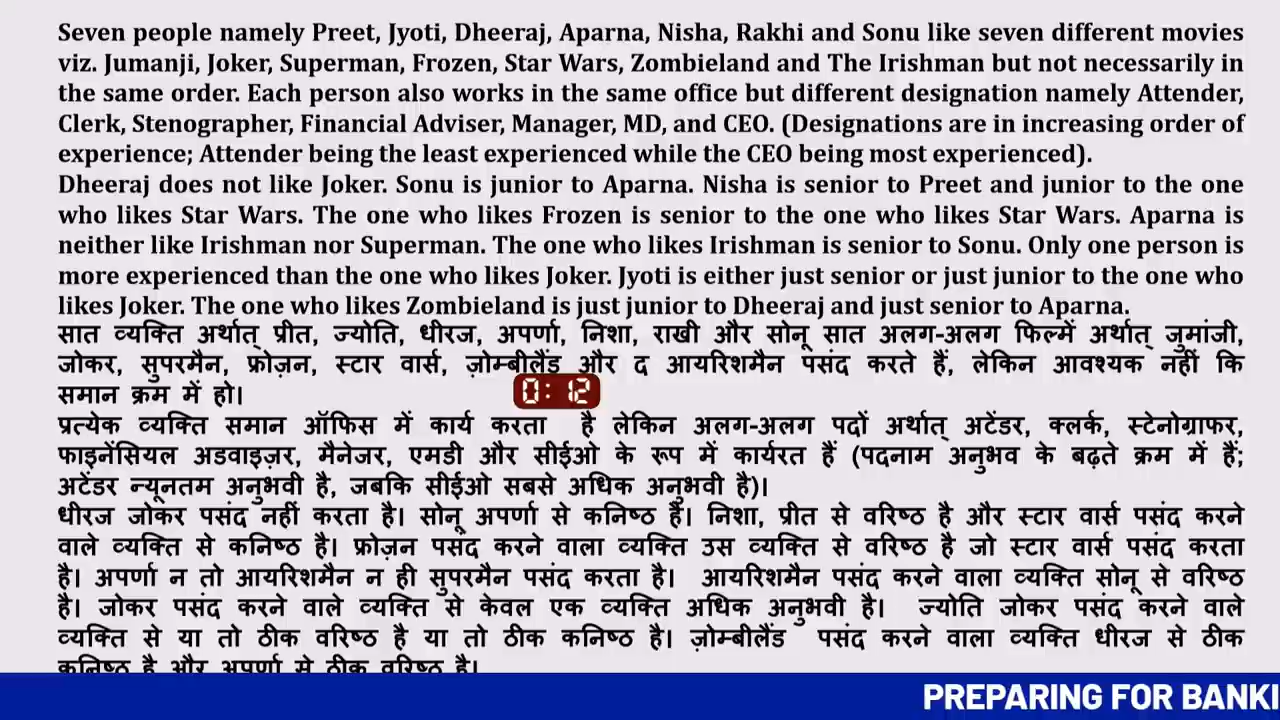 Seven people namely Preet, Jyoti, Dheeraj, Aparna, Nisha, Rakhi and Sonu like seven different movies
viz. Jumanji, Joker, Superman, Frozen, Star Wars, Zombieland and The Irishman but not necessarily in
the same order. Each person also works in the same office but different designation namely Attender,
Clerk, Stenographer, Financial Adviser, Manager, MD, and CEO. (Designations are in increasing order of
experience; Attender being the least experienced while the CEO being most experienced).
Dheeraj does not like Joker. Sonu is junior to Aparna. Nisha is senior to Preet and junior to the one
who likes Star Wars. The one who likes Frozen is senior to the one who likes Star Wars. Aparna is
neither like Irishman nor Superman. The one who likes Irishman is senior to Sonu. Only one person is
more experienced than the one who likes Joker. Jyoti is either just senior or just junior to the one who
likes Joker. The one who likes Zombieland is just junior to Dheeraj and just senior to Aparna.
सात व्यक्ति अर्थात् प्रीत, ज्योति, धीरज, अपर्णा, निशा, राखी और सोनू सात अलग-अलग फिल्में अर्थात् जुमांजी,
जोकर, सुपरमैन, फ्रोज़न, स्टार वार्स, ज़ोम्बीलैंड और द आयरिशमैन पसंद करते हैं, लेकिन आवश्यक नहीं कि
समान क्रम में हो।
0:12
प्रत्येक व्यक्ति समान ऑफिस में कार्य करता है लेकिन अलग-अलग पदों अर्थात् अटेंडर, क्लर्क, स्टेनोग्राफर,
फाइनेंसियल अडवाइज़र, मैनेजर, एमडी और सीईओ के रूप में कार्यरत हैं (पदनाम अनुभव के बढ़ते क्रम में हैं;
अटेंडर न्यूनतम अनुभवी है, जबकि सीईओ सबसे अधिक अनुभवी है)।
धीरज जोकर पसंद नहीं करता है। सोनू अपर्णा से कनिष्ठ है। निशा, प्रीत से वरिष्ठ है और स्टार वार्स पसंद करने
वाले व्यक्ति से कनिष्ठ है। फ्रोज़न पसंद करने वाला व्यक्ति उस व्यक्ति से वरिष्ठ है जो स्टार वार्स पसंद करता
है। अपर्णा न तो आयरिशमैन न ही सुपरमैन पसंद करता है। आयरिशमैन पसंद करने वाला व्यक्ति सोनू से वरिष्ठ
है। जोकर पसंद करने वाले व्यक्ति से केवल एक व्यक्ति अधिक अनुभवी है। ज्योति जोकर पसंद करने वाले
व्यक्ति से या तो ठीक वरिष्ठ है या तो ठीक कनिष्ठ है। ज़ोम्बीलैंड पसंद करने वाला व्यक्ति धीरज से ठीक
कनिष्ठ है और अपर्णा से ठीक वरिष्ठ है।
PREPARING FOR BANKI